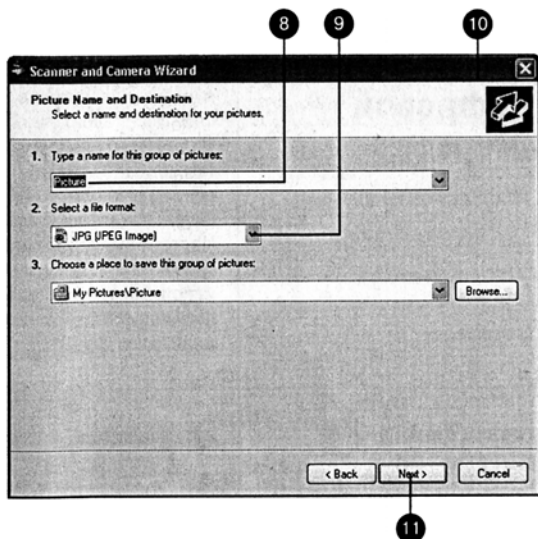 8 9 10
Scanner and Camera Wizard
Picture Name and Destination
Select a name and destination for your pictures.
1. Type a name for this group of pictures:
Picture
2. Select a file format:
JPG (JPEG Image)
3. Choose a place to save this group of pictures:
My Pictures\Picture Browse...
< Back Next > Cancel
11